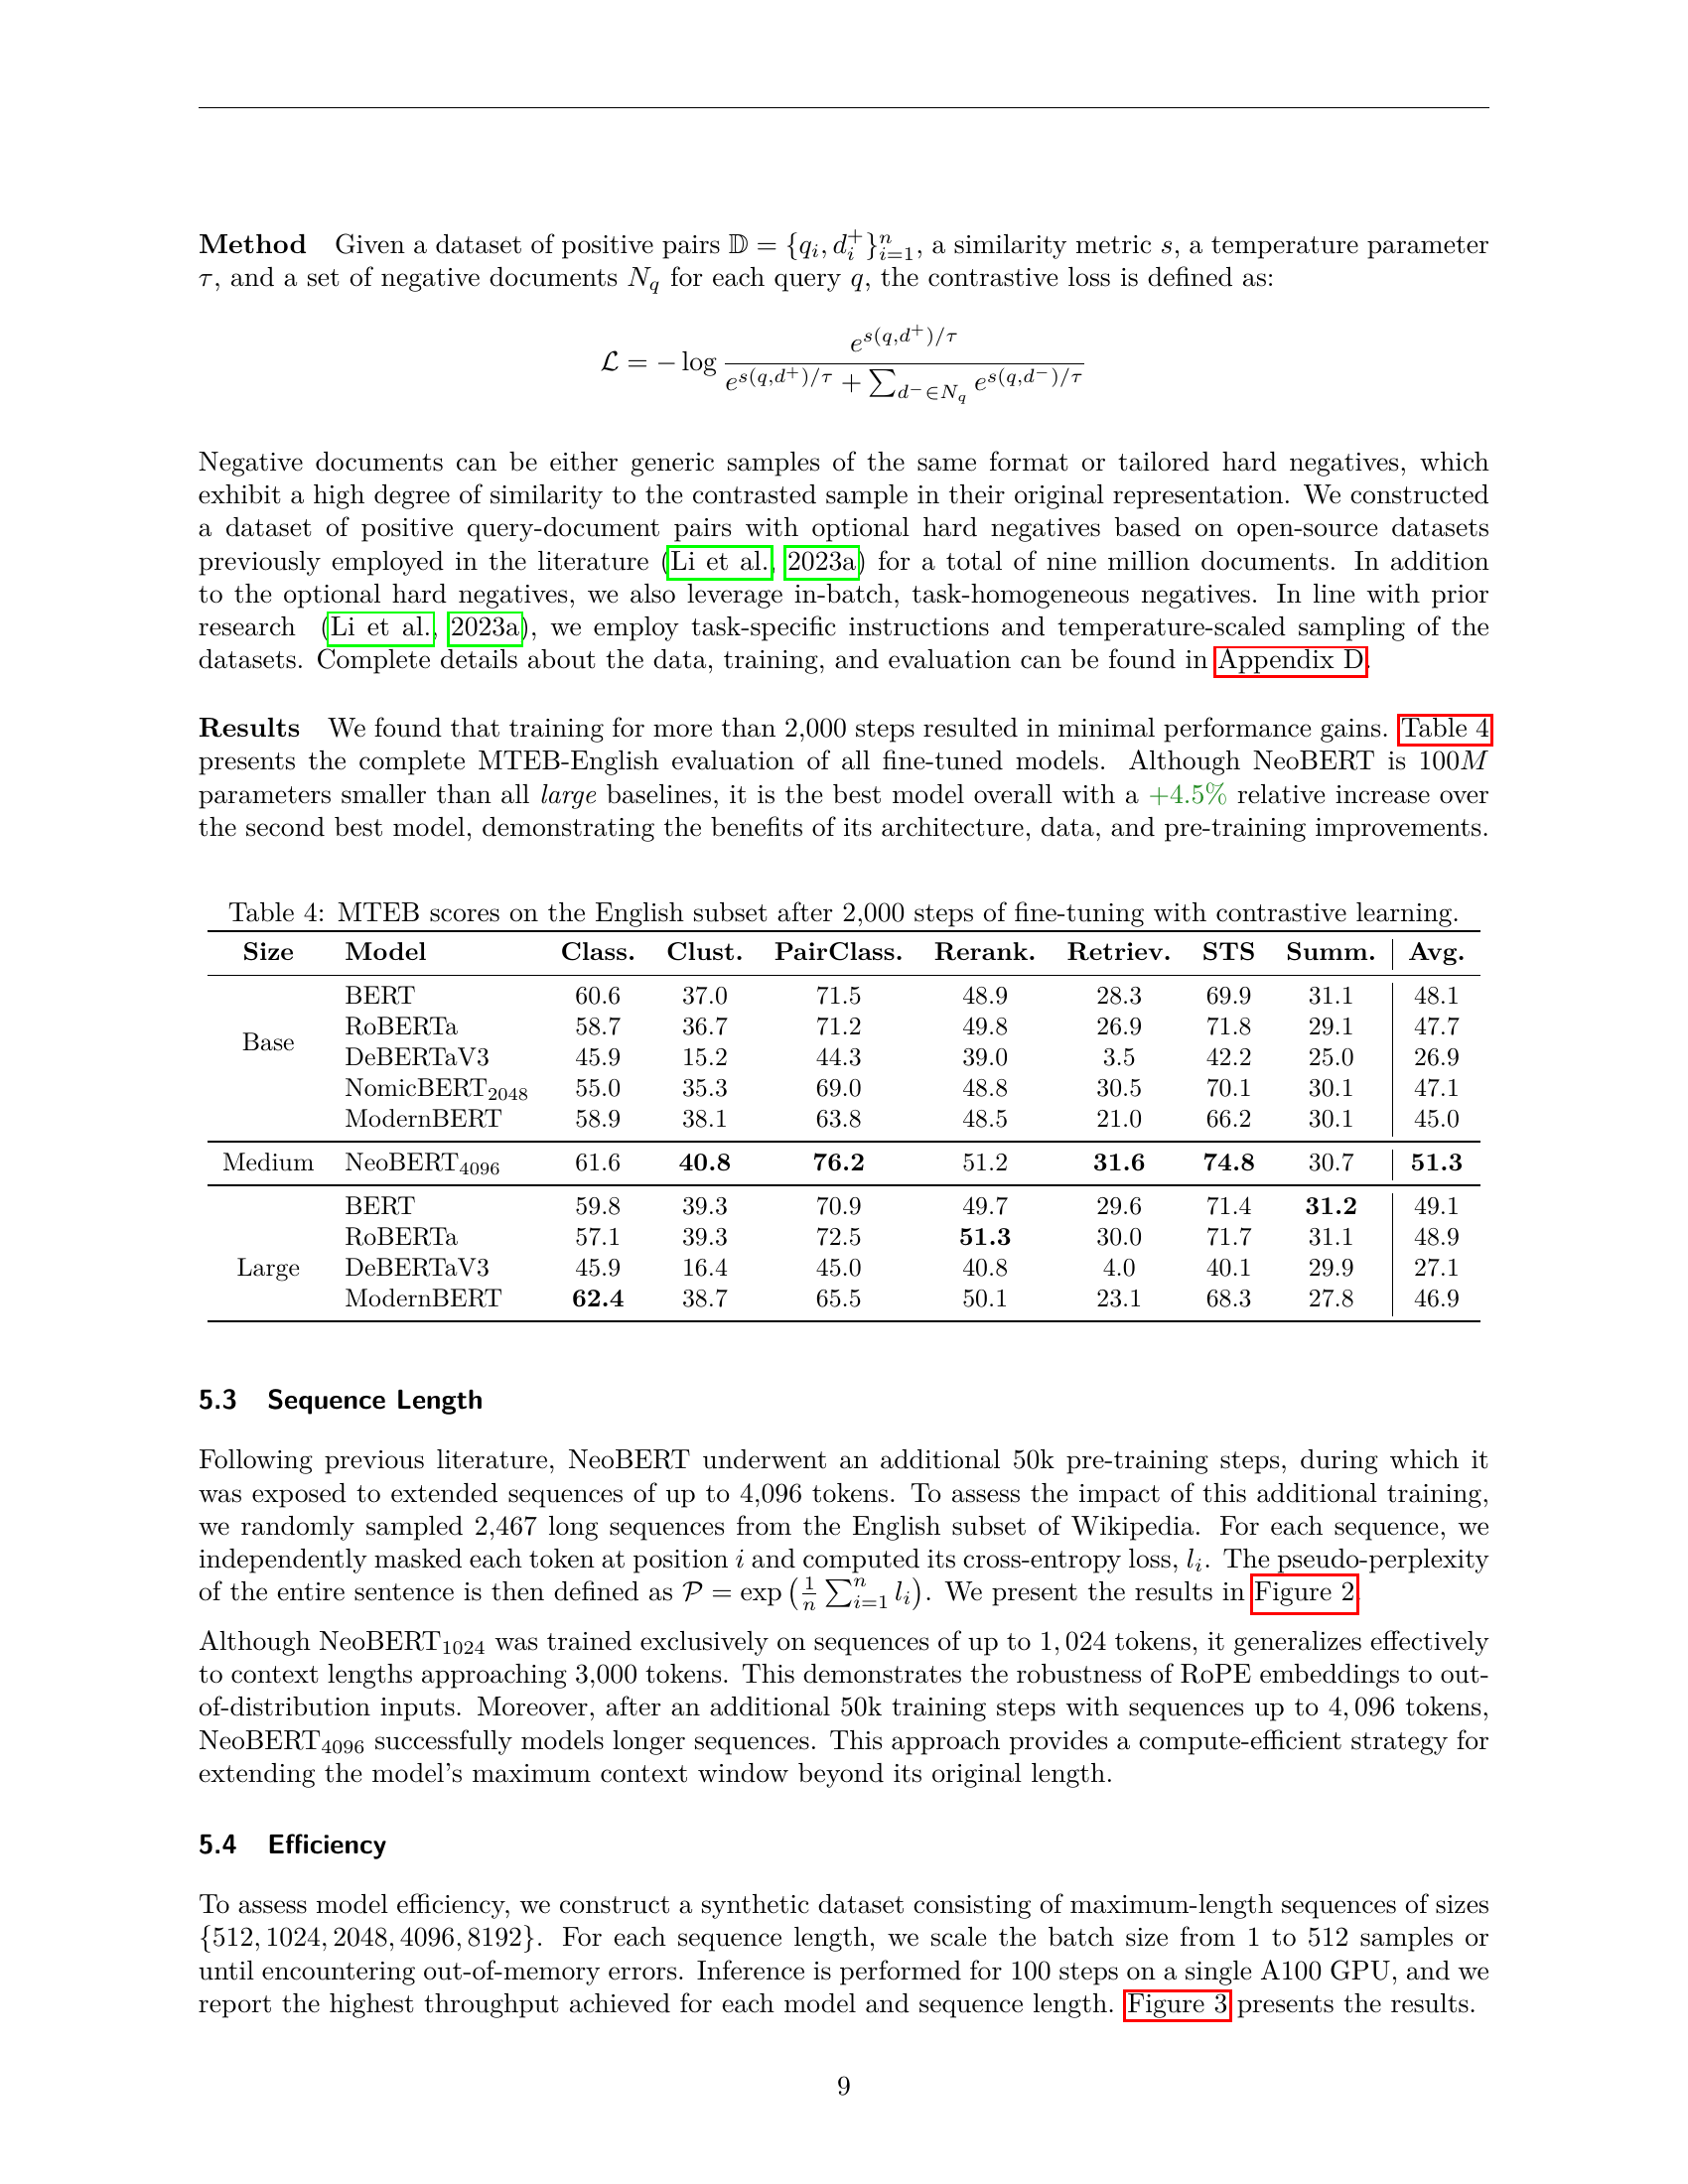 Method Given a dataset of positive pairs 𝔻 = {q_i, d_i^+}_{i=1}^n, a similarity metric s, a temperature parameter
τ, and a set of negative documents N_q for each query q, the contrastive loss is defined as:
ℒ = − log e^{s(q,d^+)/τ} / (e^{s(q,d^+)/τ} + ∑_{d^−∈N_q} e^{s(q,d^−)/τ})
Negative documents can be either generic samples of the same format or tailored hard negatives, which
exhibit a high degree of similarity to the contrasted sample in their original representation. We constructed
a dataset of positive query-document pairs with optional hard negatives based on open-source datasets
previously employed in the literature (Li et al., 2023a) for a total of nine million documents. In addition
to the optional hard negatives, we also leverage in-batch, task-homogeneous negatives. In line with prior
research (Li et al., 2023a), we employ task-specific instructions and temperature-scaled sampling of the
datasets. Complete details about the data, training, and evaluation can be found in Appendix D.
Results We found that training for more than 2,000 steps resulted in minimal performance gains. Table 4
presents the complete MTEB-English evaluation of all fine-tuned models. Although NeoBERT is 100M
parameters smaller than all large baselines, it is the best model overall with a +4.5% relative increase over
the second best model, demonstrating the benefits of its architecture, data, and pre-training improvements.
Table 4: MTEB scores on the English subset after 2,000 steps of fine-tuning with contrastive learning.
Size Model Class. Clust. PairClass. Rerank. Retriev. STS Summ. Avg.
Base
BERT 60.6 37.0 71.5 48.9 28.3 69.9 31.1 48.1
RoBERTa 58.7 36.7 71.2 49.8 26.9 71.8 29.1 47.7
DeBERTaV3 45.9 15.2 44.3 39.0 3.5 42.2 25.0 26.9
NomicBERT_2048 55.0 35.3 69.0 48.8 30.5 70.1 30.1 47.1
ModernBERT 58.9 38.1 63.8 48.5 21.0 66.2 30.1 45.0
Medium NeoBERT_4096 61.6 40.8 76.2 51.2 31.6 74.8 30.7 51.3
Large
BERT 59.8 39.3 70.9 49.7 29.6 71.4 31.2 49.1
RoBERTa 57.1 39.3 72.5 51.3 30.0 71.7 31.1 48.9
DeBERTaV3 45.9 16.4 45.0 40.8 4.0 40.1 29.9 27.1
ModernBERT 62.4 38.7 65.5 50.1 23.1 68.3 27.8 46.9
5.3 Sequence Length
Following previous literature, NeoBERT underwent an additional 50k pre-training steps, during which it
was exposed to extended sequences of up to 4,096 tokens. To assess the impact of this additional training,
we randomly sampled 2,467 long sequences from the English subset of Wikipedia. For each sequence, we
independently masked each token at position i and computed its cross-entropy loss, l_i. The pseudo-perplexity
of the entire sentence is then defined as 𝒫 = exp(1/n ∑_{i=1}^n l_i). We present the results in Figure 2.
Although NeoBERT_1024 was trained exclusively on sequences of up to 1,024 tokens, it generalizes effectively
to context lengths approaching 3,000 tokens. This demonstrates the robustness of RoPE embeddings to out-
of-distribution inputs. Moreover, after an additional 50k training steps with sequences up to 4,096 tokens,
NeoBERT_4096 successfully models longer sequences. This approach provides a compute-efficient strategy for
extending the model's maximum context window beyond its original length.
5.4 Efficiency
To assess model efficiency, we construct a synthetic dataset consisting of maximum-length sequences of sizes
{512, 1024, 2048, 4096, 8192}. For each sequence length, we scale the batch size from 1 to 512 samples or
until encountering out-of-memory errors. Inference is performed for 100 steps on a single A100 GPU, and we
report the highest throughput achieved for each model and sequence length. Figure 3 presents the results.
9